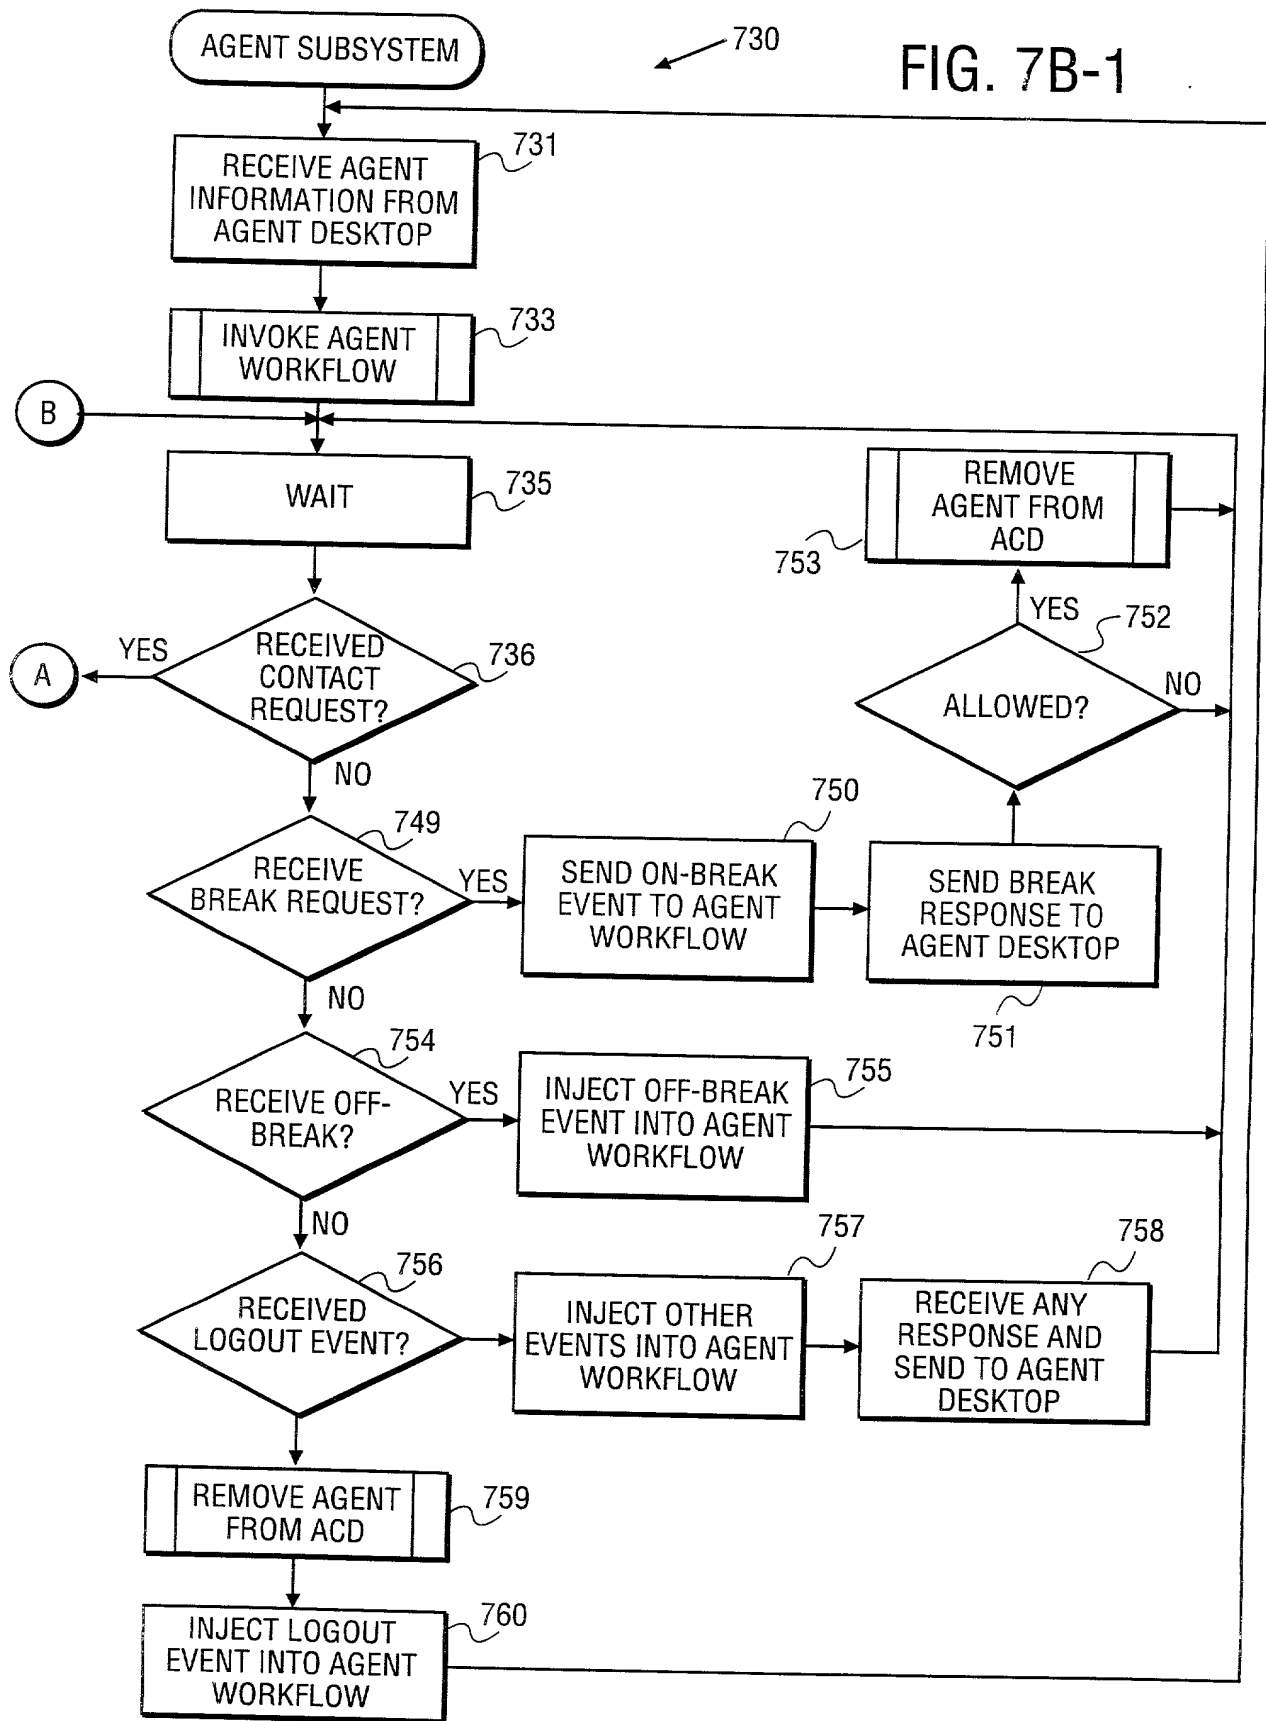 AGENT SUBSYSTEM
730
FIG. 7B-1
731
RECEIVE AGENT
INFORMATION FROM
AGENT DESKTOP
733
INVOKE AGENT
WORKFLOW
B
WAIT
735
REMOVE
AGENT FROM
ACD
753
YES
752
A
YES
RECEIVED
CONTACT
REQUEST?
736
ALLOWED?
NO
NO
749
RECEIVE
BREAK REQUEST?
YES
750
SEND ON-BREAK
EVENT TO AGENT
WORKFLOW
SEND BREAK
RESPONSE TO
AGENT DESKTOP
751
NO
754
RECEIVE OFF-
BREAK?
YES
755
INJECT OFF-BREAK
EVENT INTO AGENT
WORKFLOW
NO
756
RECEIVED
LOGOUT EVENT?
757
INJECT OTHER
EVENTS INTO AGENT
WORKFLOW
758
RECEIVE ANY
RESPONSE AND
SEND TO AGENT
DESKTOP
REMOVE AGENT
FROM ACD
759
INJECT LOGOUT
EVENT INTO AGENT
WORKFLOW
760